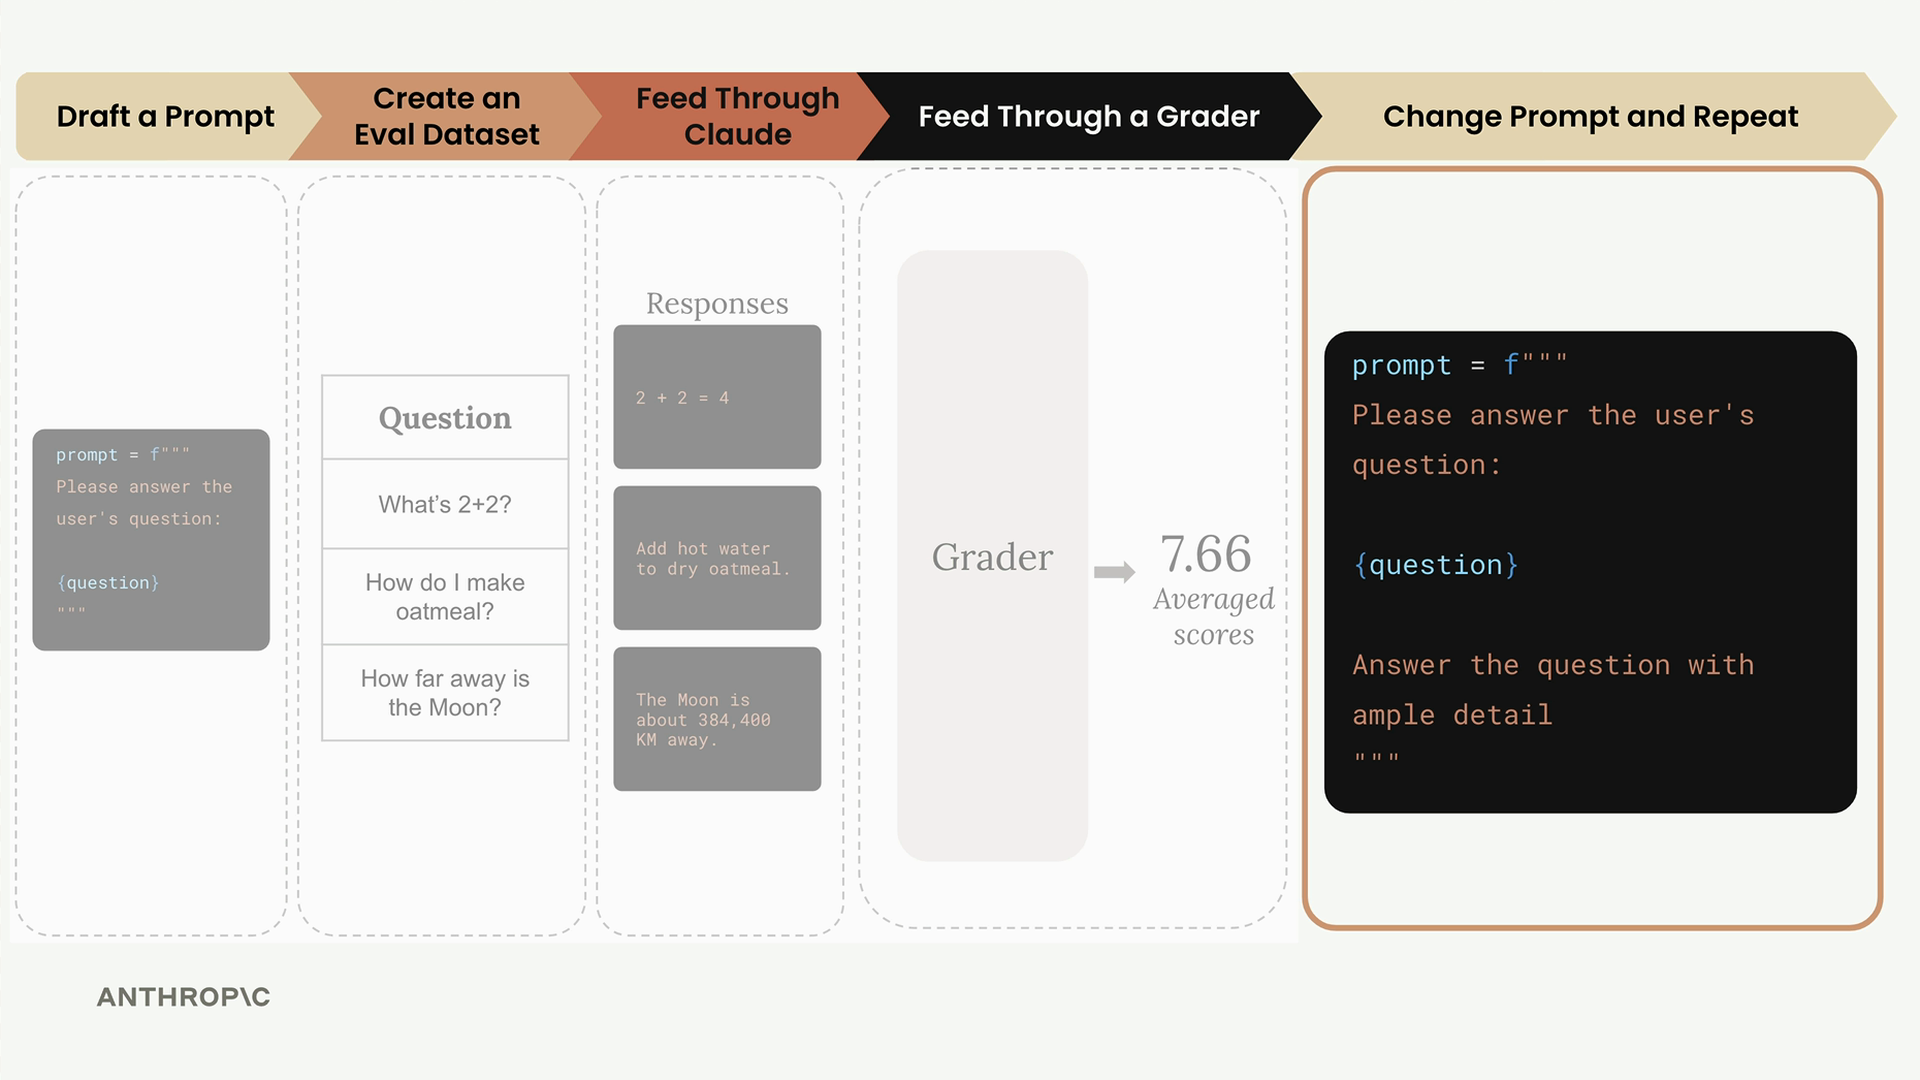 Draft a Prompt
Create an
Eval Dataset
Feed Through
Claude
Feed Through a Grader
Change Prompt and Repeat
prompt = f"""
Please answer the
user's question:
{question}
"""
Question
What’s 2+2?
How do I make
oatmeal?
How far away is
the Moon?
Responses
2 + 2 = 4
Add hot water
to dry oatmeal.
The Moon is
about 384,400
KM away.
Grader
7.66
Averaged
scores
prompt = f"""
Please answer the user's
question:
{question}
Answer the question with
ample detail
"""
ANTHROP\C